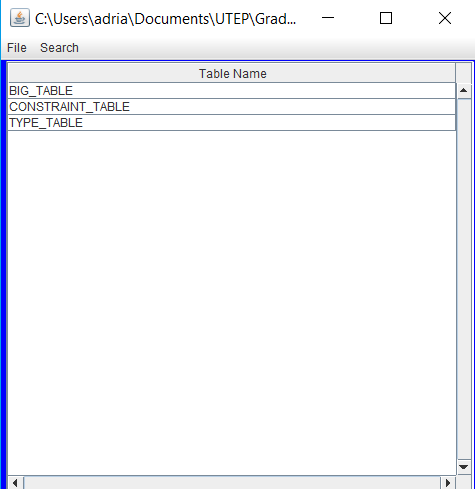 C:\Users\adria\Documents\UTEP\Grad...
File Search
Table Name
BIG_TABLE
CONSTRAINT_TABLE
TYPE_TABLE